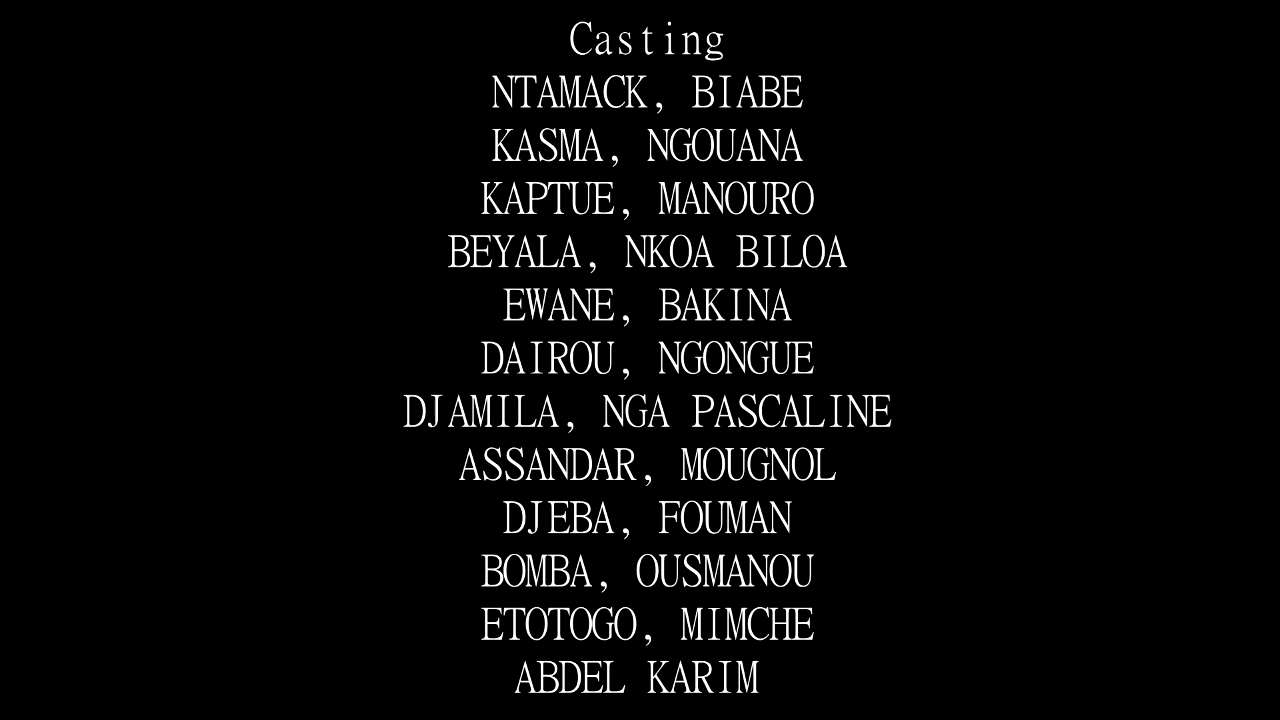 Casting
NTAMACK, BIABE
KASMA, NGOUANA
KAPTUE, MANOURO
BEYALA, NKOA BILOA
EWANE, BAKINA
DAIROU, NGONGUE
DJAMILA, NGA PASCALINE
ASSANDAR, MOUGNOL
DJEBA, FOUMAN
BOMBA, OUSMANOU
ETOTOGO, MIMCHE
ABDEL KARIM